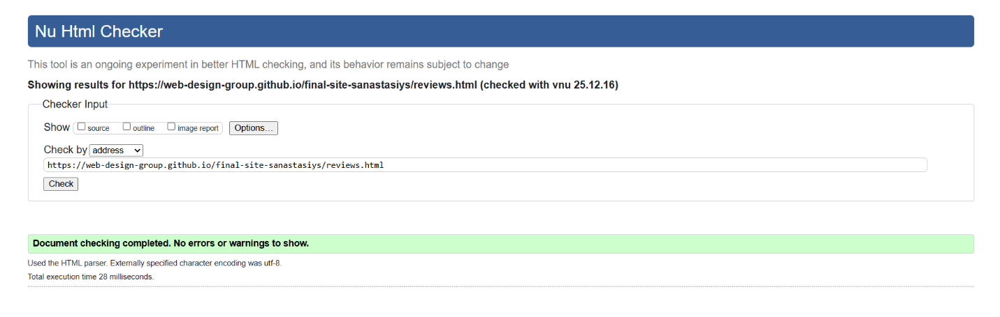 Nu Html Checker
This tool is an ongoing experiment in better HTML checking, and its behavior remains subject to change
Showing results for https://web-design-group.github.io/final-site-sanastasiys/reviews.html (checked with vnu 25.12.16)
Checker Input
Show source outline image report Options...
Check by address
https://web-design-group.github.io/final-site-sanastasiys/reviews.html
Check
Document checking completed. No errors or warnings to show.
Used the HTML parser. Externally specified character encoding was utf-8.
Total execution time 28 milliseconds.